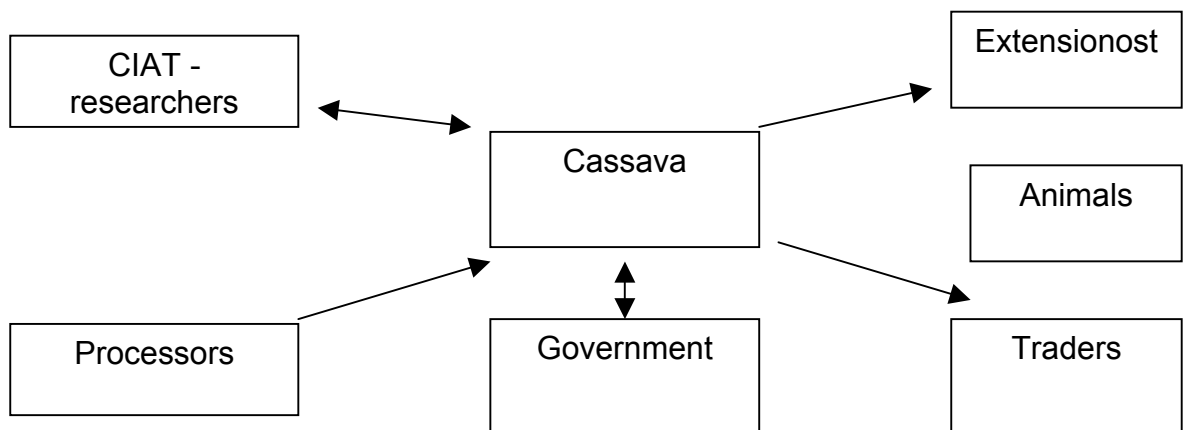 CIAT -
researchers
Extensionost
Cassava
Animals
Processors
Government
Traders